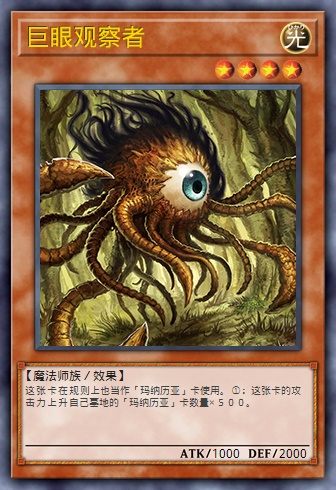 巨眼观察者
光
【魔法师族／效果】
这张卡在规则上也当作「玛纳历亚」卡使用。①：这张卡的攻
击力上升自己墓地的「玛纳历亚」卡数量×５００。
ATK/1000 DEF/2000